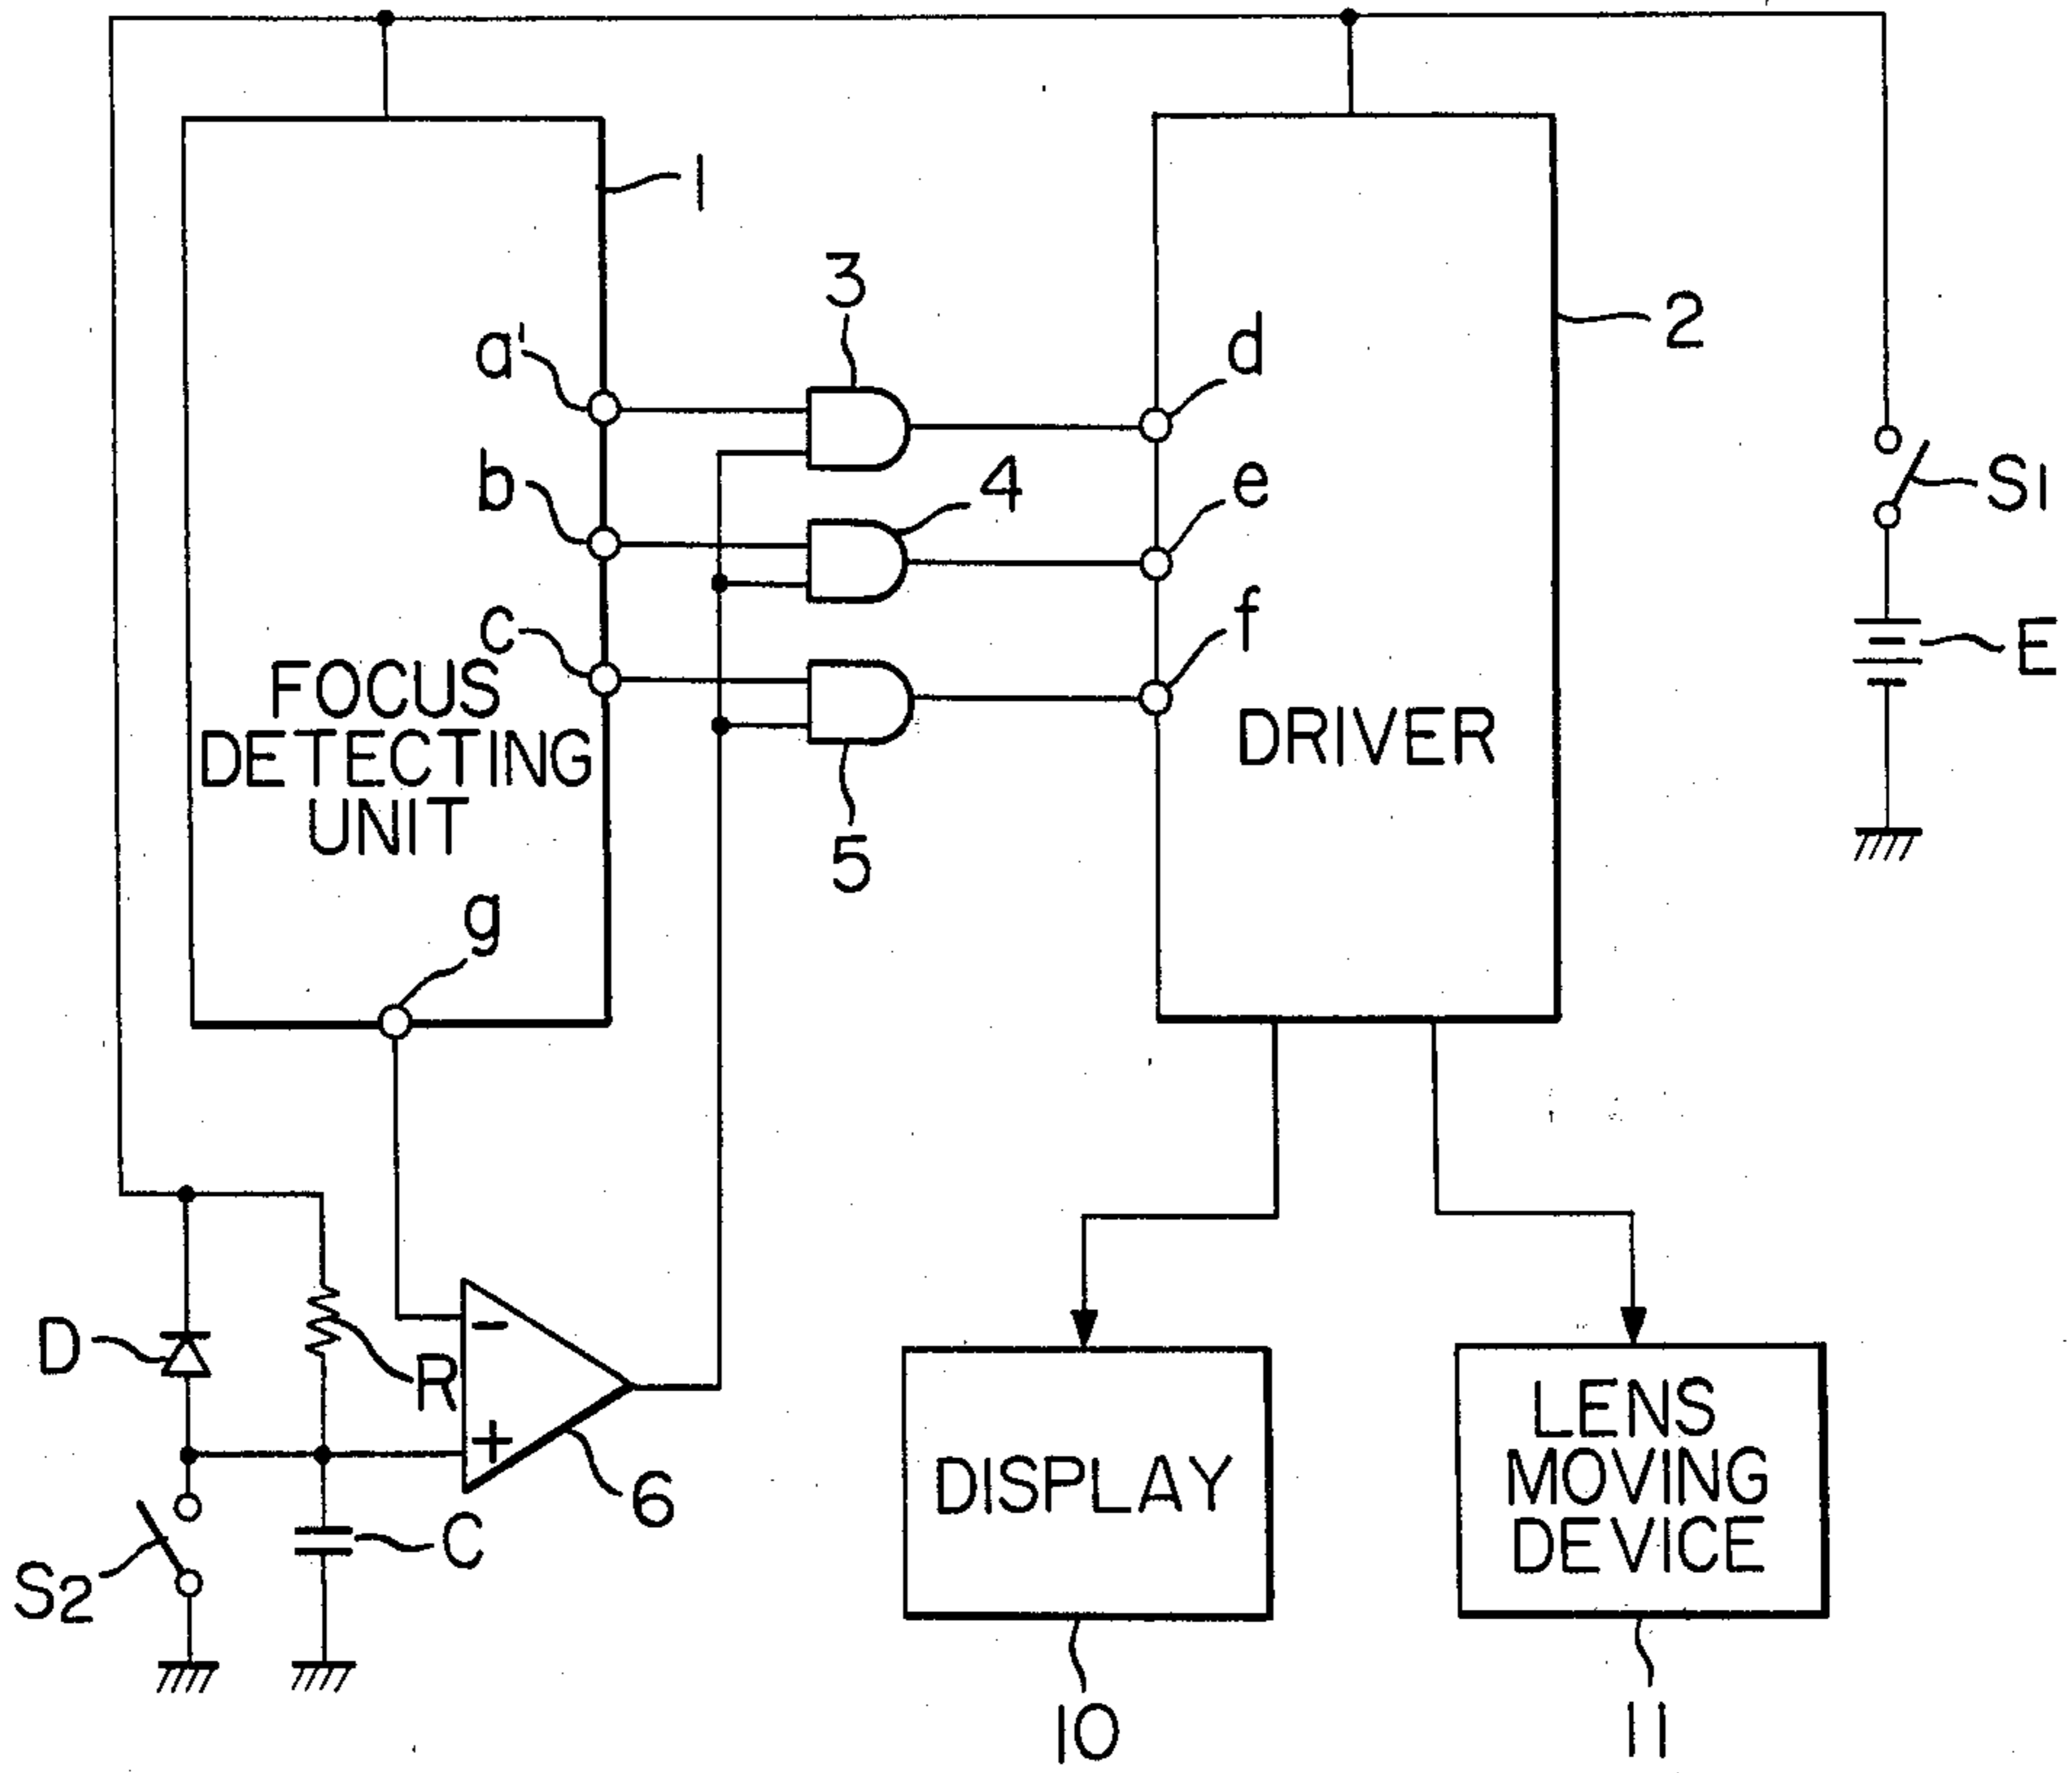 1
3
2
a'
d
S1
b
4
e
c
f
E
FOCUS
DETECTING
UNIT
DRIVER
5
g
D
R
LENS
MOVING
DEVICE
DISPLAY
-
+
6
C
S2
10
11